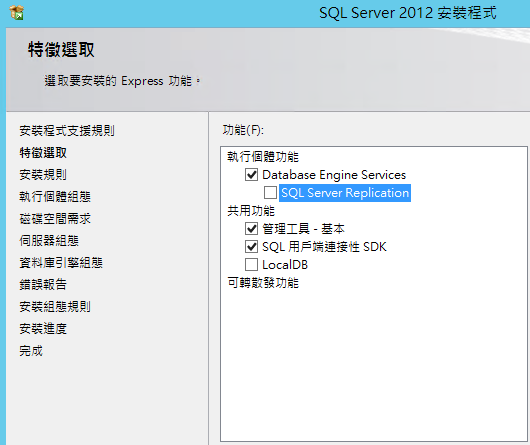 SQL Server 2012 安裝程式
特徵選取
選取要安裝的 Express 功能。
安裝程式支援規則
特徵選取
安裝規則
執行個體組態
磁碟空間需求
伺服器組態
資料庫引擎組態
錯誤報告
安裝組態規則
安裝進度
完成
功能(F):
執行個體功能
Database Engine Services
SQL Server Replication
共用功能
管理工具 - 基本
SQL 用戶端連接性 SDK
LocalDB
可轉散發功能